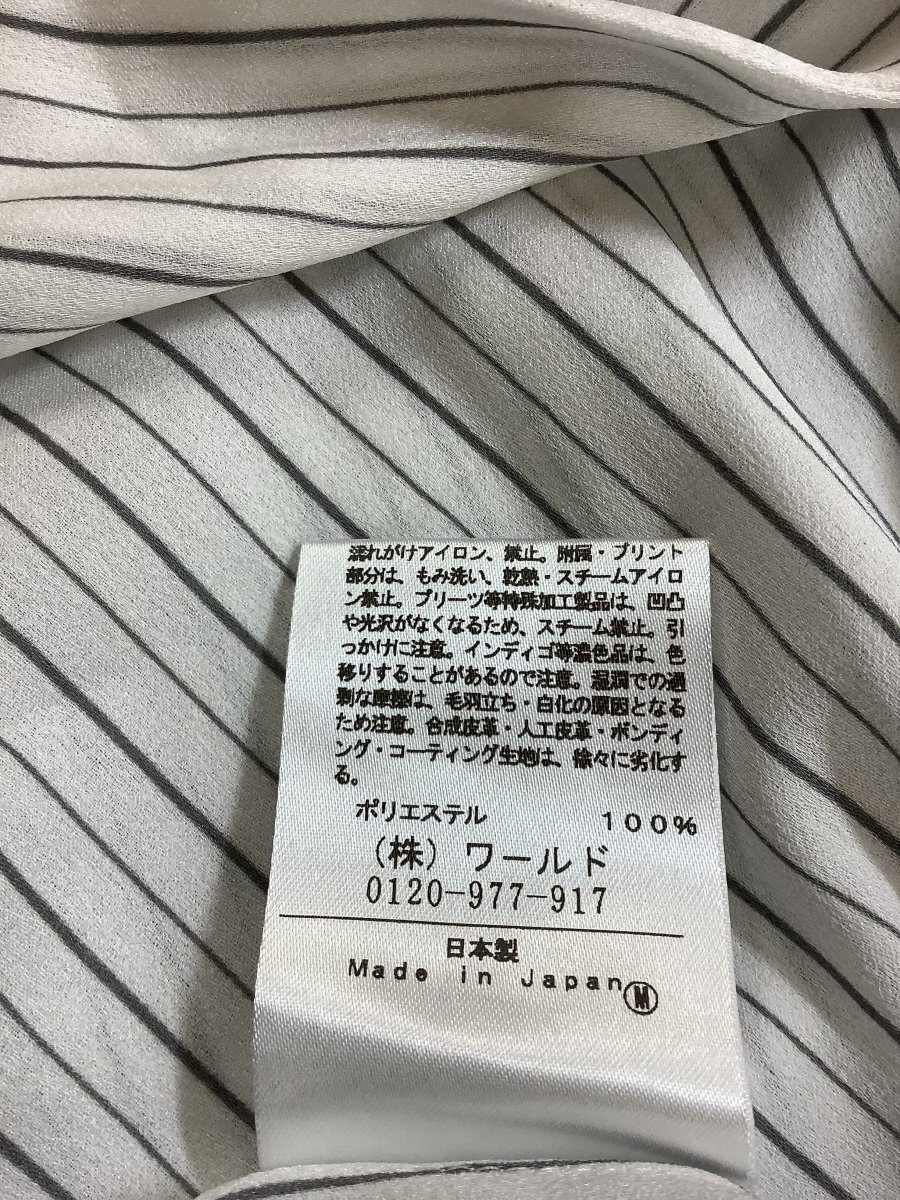 濡れがけアイロン、禁止。附属・プリント
部分は、もみ洗い、乾熱・スチームアイロ
ン禁止。プリーツ等特殊加工製品は、凹凸
や光沢がなくなるため、スチーム禁止。引
っかけに注意。インディゴ等濃色品は、色
移りすることがあるので注意。湿潤での過
剰な摩擦は、毛羽立ち・白化の原因となる
ため注意。合成皮革・人工皮革・ボンディ
ング・コーティング生地は、徐々に劣化す
る。
ポリエステル 100%
(株) ワールド
0120-977-917
日本製
Made in Japan Ⓜ